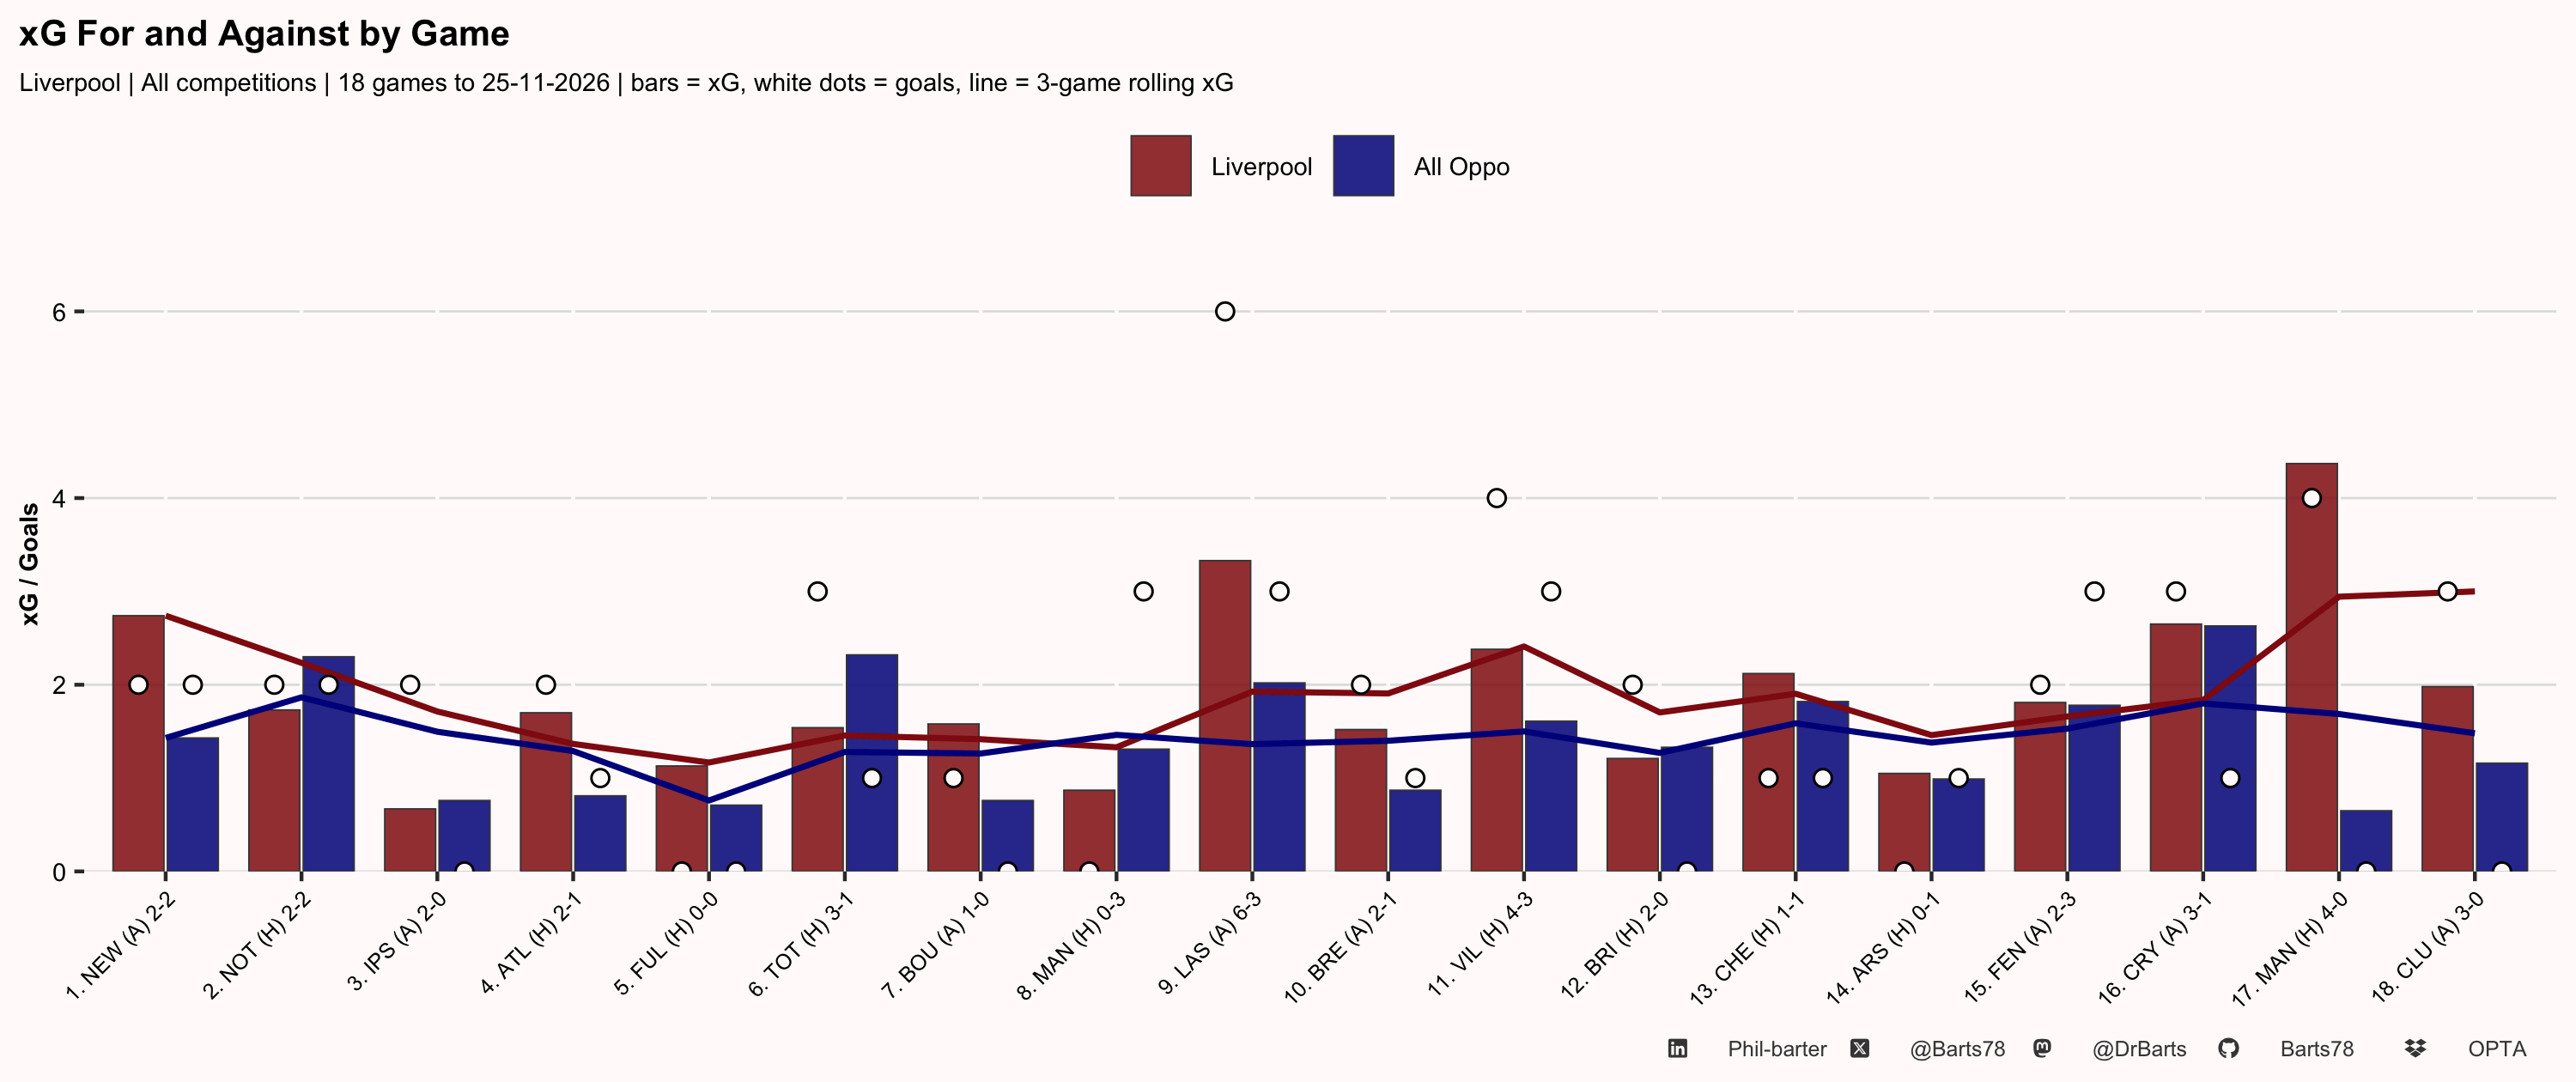 xG For and Against by Game
Liverpool | All competitions | 18 games to 25-11-2026 | bars = xG, white dots = goals, line = 3-game rolling xG
Liverpool
All Oppo
xG / Goals
6
4
2
0
1. NEW (A) 2-2
2. NOT (H) 2-2
3. IPS (A) 2-0
4. ATL (H) 2-1
5. FUL (H) 0-0
6. TOT (H) 3-1
7. BOU (A) 1-0
8. MAN (H) 0-3
9. LAS (A) 6-3
10. BRE (A) 2-1
11. VIL (H) 4-3
12. BRI (H) 2-0
13. CHE (H) 1-1
14. ARS (H) 0-1
15. FEN (A) 2-3
16. CRY (A) 3-1
17. MAN (H) 4-0
18. CLU (A) 3-0
Phil-barter @Barts78 @DrBarts Barts78 OPTA